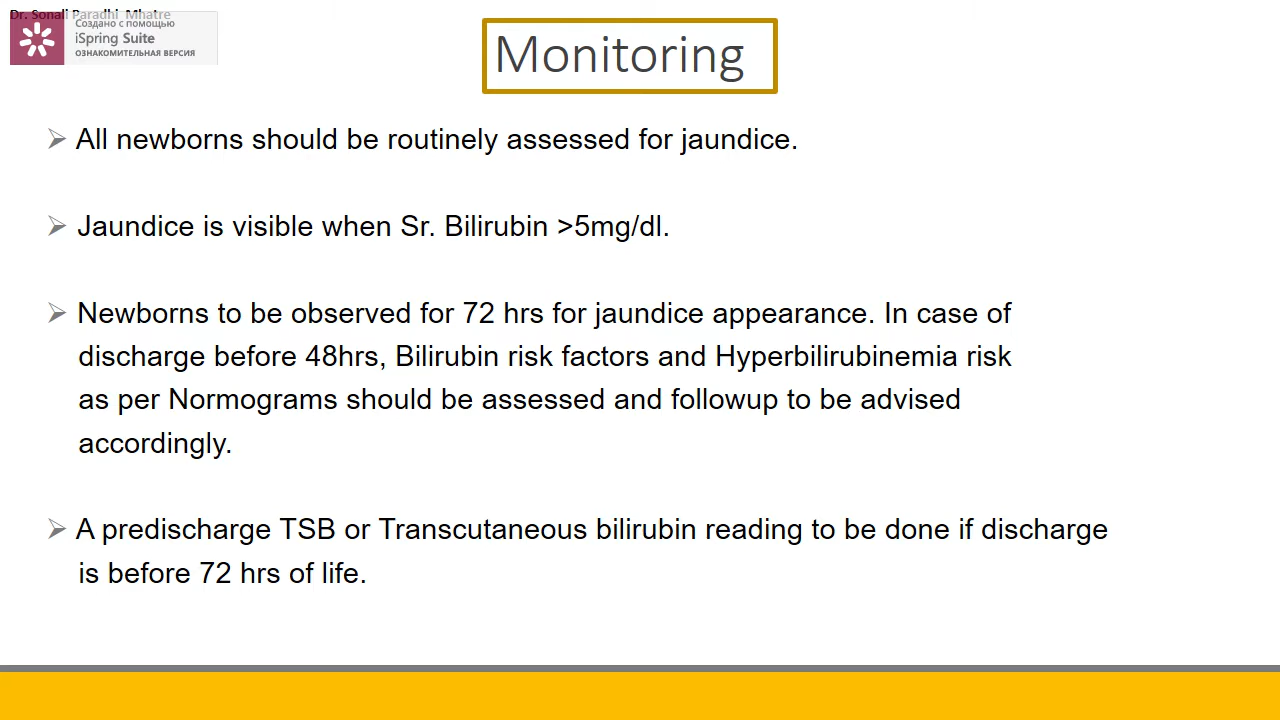 Dr. Sonali Paradhi Mhatre
Создано с помощью
iSpring Suite
ОЗНАКОМИТЕЛЬНАЯ ВЕРСИЯ
Monitoring
All newborns should be routinely assessed for jaundice.
Jaundice is visible when Sr. Bilirubin >5mg/dl.
Newborns to be observed for 72 hrs for jaundice appearance. In case of
discharge before 48hrs, Bilirubin risk factors and Hyperbilirubinemia risk
as per Normograms should be assessed and followup to be advised
accordingly.
A predischarge TSB or Transcutaneous bilirubin reading to be done if discharge
is before 72 hrs of life.